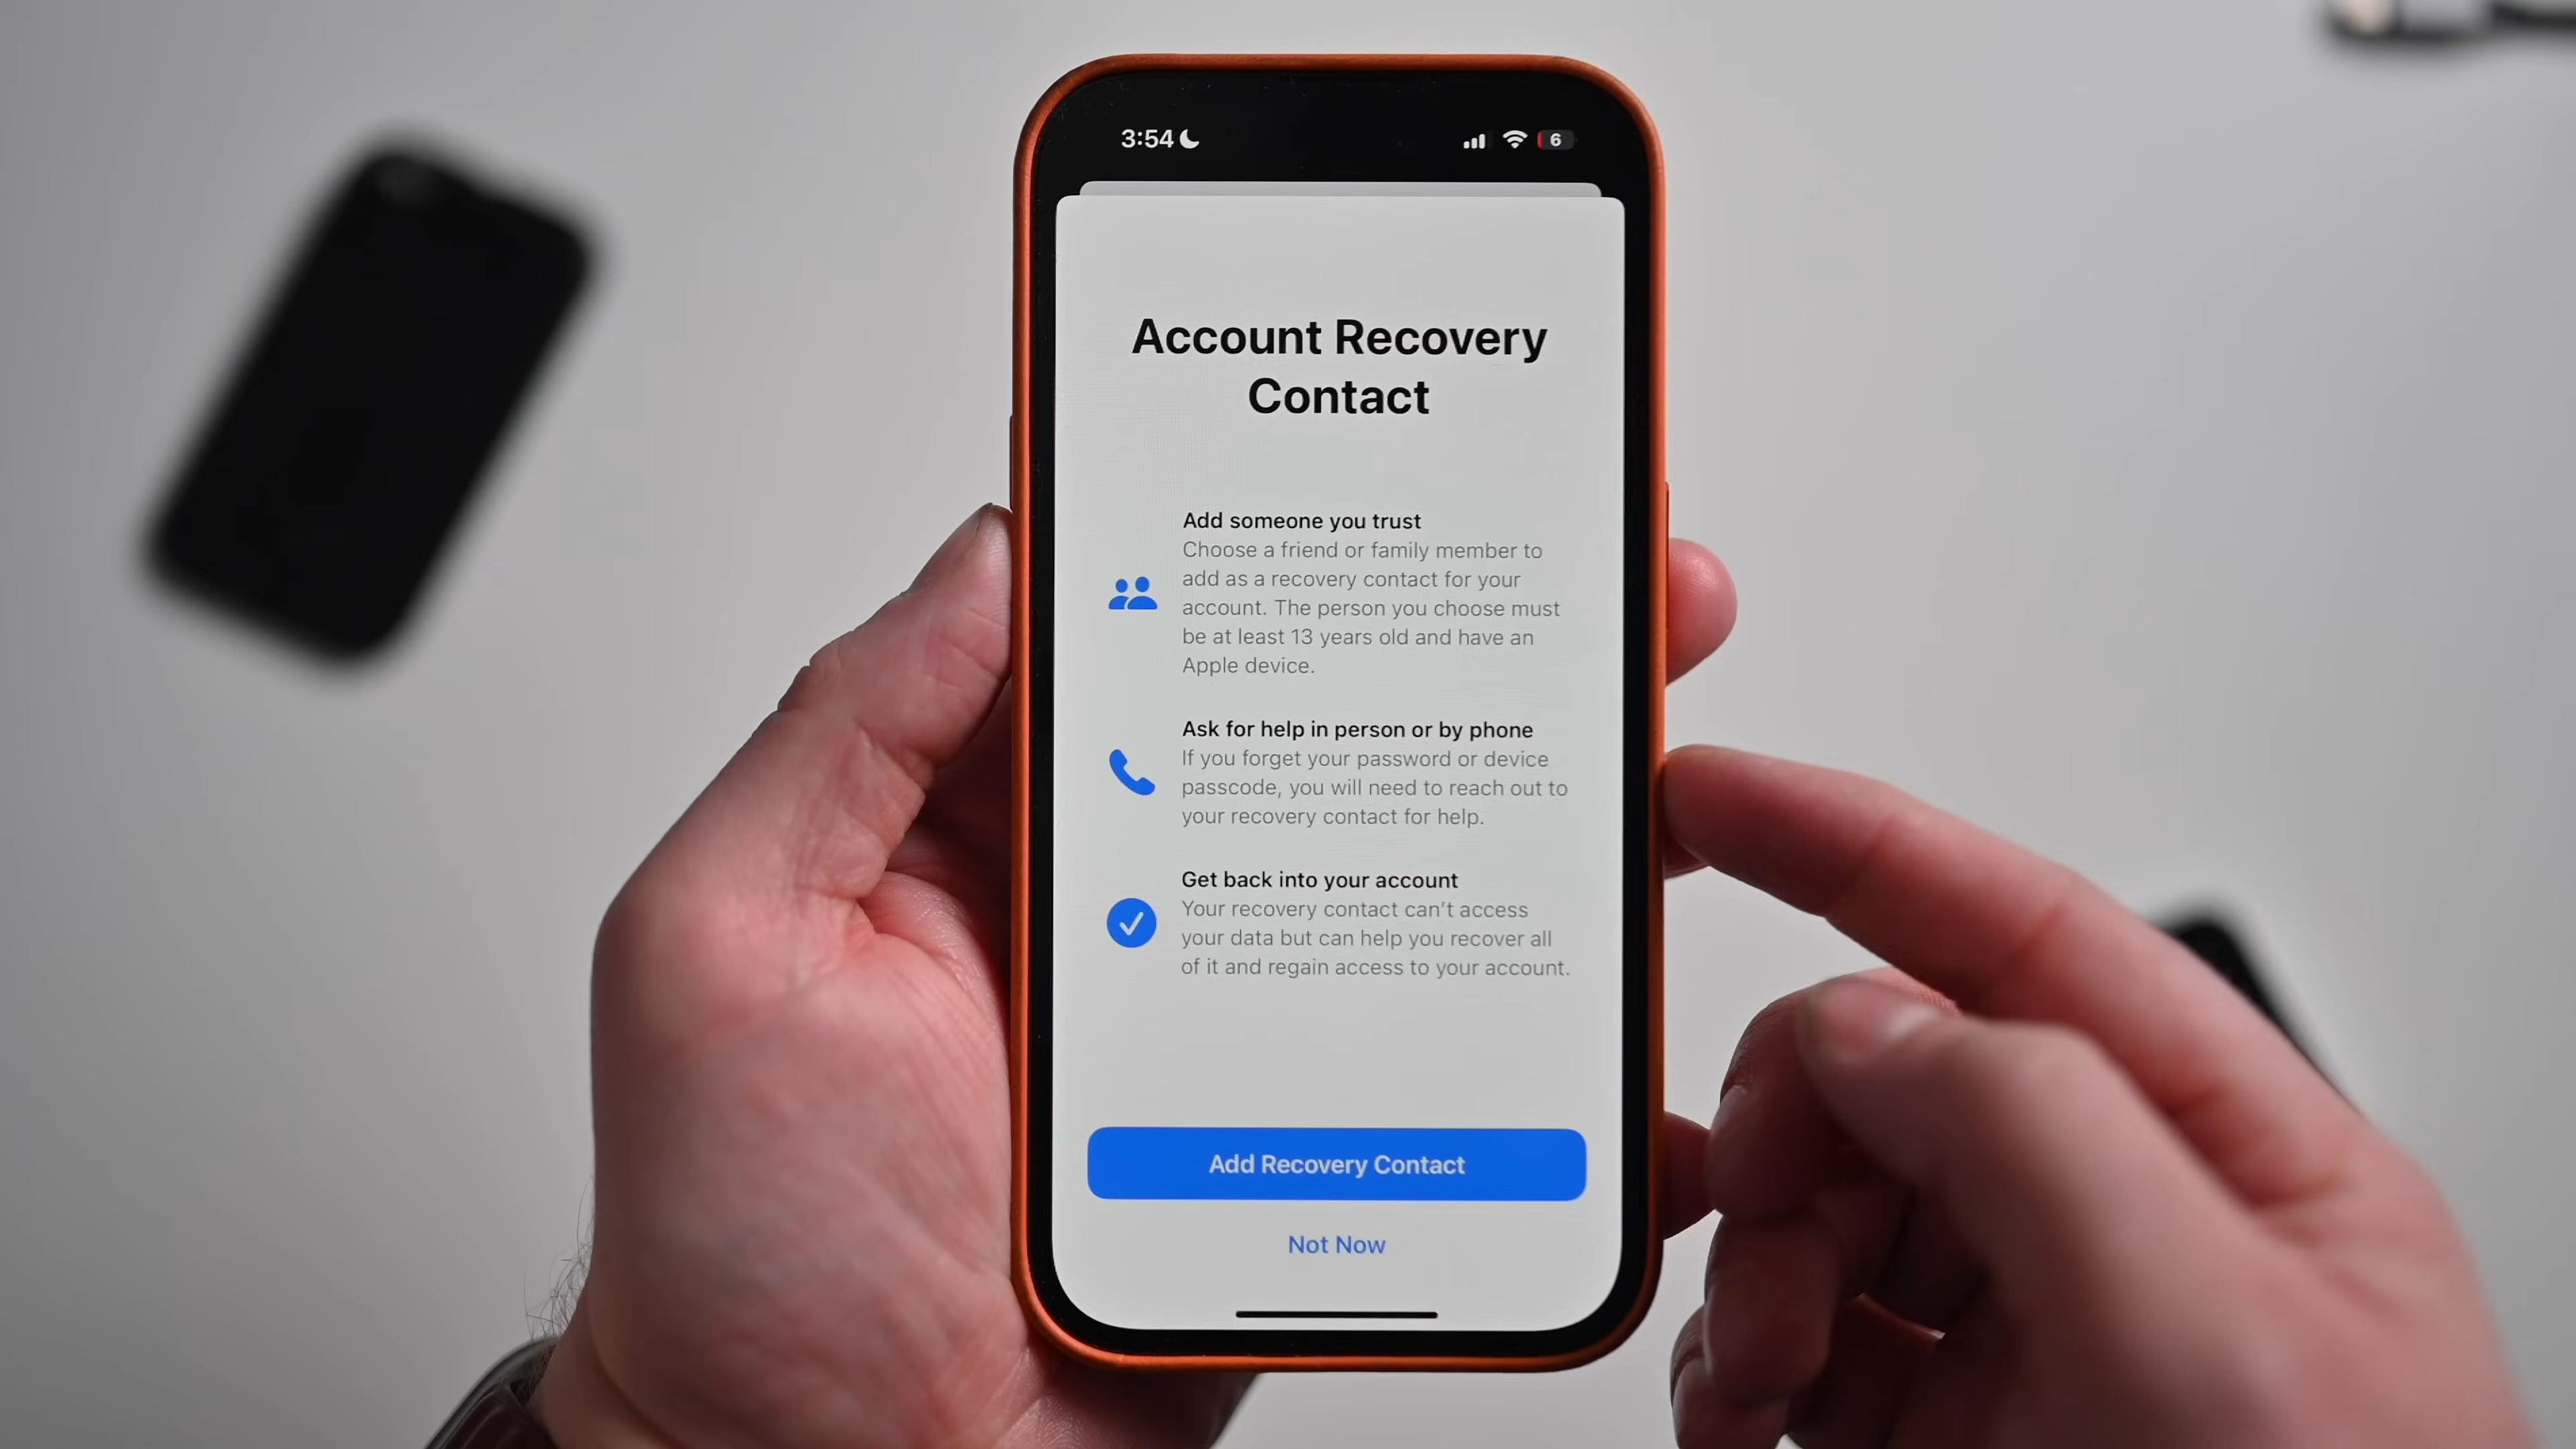 3:54
6
Account Recovery
Contact
Add someone you trust
Choose a friend or family member to
add as a recovery contact for your
account. The person you choose must
be at least 13 years old and have an
Apple device.
Ask for help in person or by phone
If you forget your password or device
passcode, you will need to reach out to
your recovery contact for help.
Get back into your account
Your recovery contact can't access
your data but can help you recover all
of it and regain access to your account.
Add Recovery Contact
Not Now